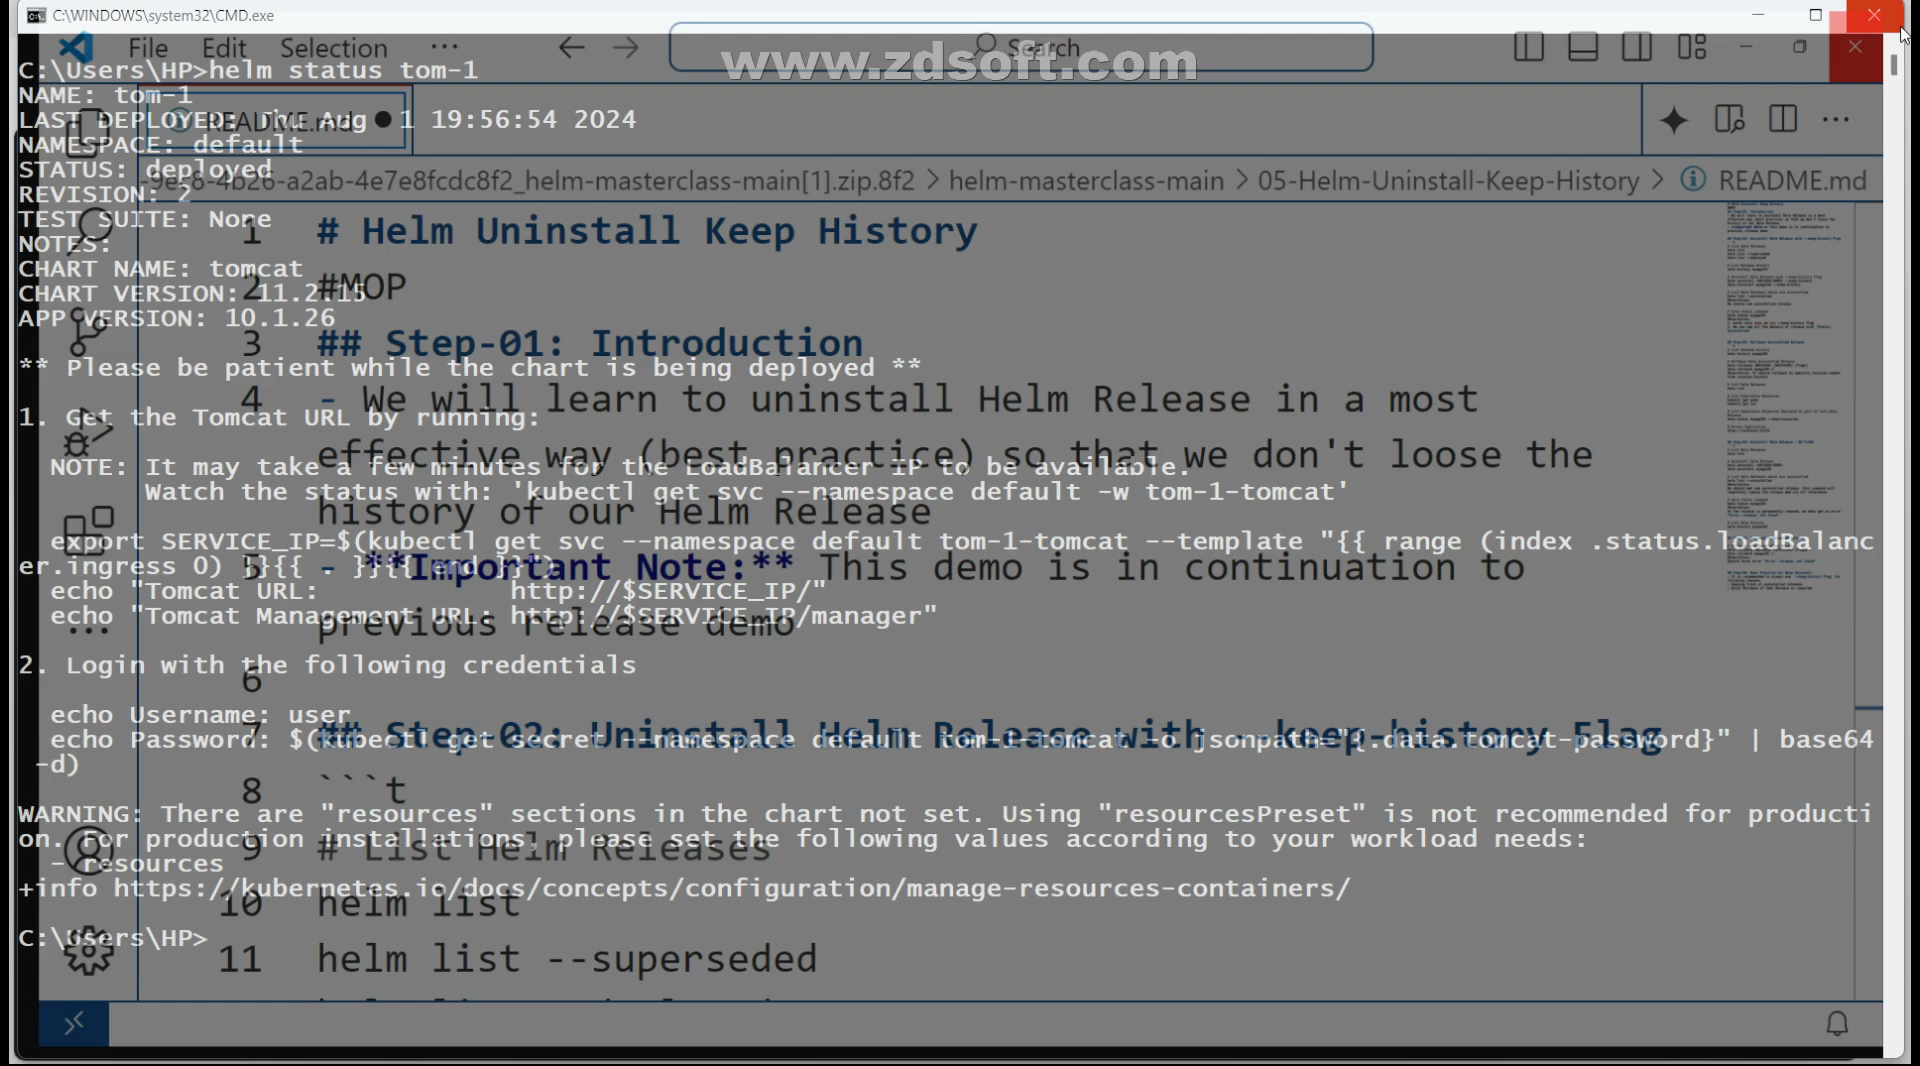 C:\WINDOWS\system32\CMD.exe
File Edit Selection ... Search
www.zdsoft.com
C:\Users\HP>helm status tom-1
NAME: tom-1
LAST DEPLOYED: Thu Aug 1 19:56:54 2024
NAMESPACE: default
STATUS: deployed
REVISION: 2
TEST SUITE: None
NOTES:
CHART NAME: tomcat
CHART VERSION: 11.2.15
APP VERSION: 10.1.26
** Please be patient while the chart is being deployed **
1. Get the Tomcat URL by running:
NOTE: It may take a few minutes for the LoadBalancer IP to be available.
Watch the status with: 'kubectl get svc --namespace default -w tom-1-tomcat'
export SERVICE_IP=$(kubectl get svc --namespace default tom-1-tomcat --template "{{ range (index .status.loadBalanc
er.ingress 0) }}{{ . }}{{ end }}")
echo "Tomcat URL: http://$SERVICE_IP/"
echo "Tomcat Management URL: http://$SERVICE_IP/manager"
2. Login with the following credentials
echo Username: user
echo Password: $(kubectl get secret --namespace default tom-1-tomcat -o jsonpath="{.data.tomcat-password}" | base64
-d)
WARNING: There are "resources" sections in the chart not set. Using "resourcesPreset" is not recommended for producti
on. For production installations, please set the following values according to your workload needs:
- resources
+info https://kubernetes.io/docs/concepts/configuration/manage-resources-containers/
C:\Users\HP>
README.md
-9ef8-4b26-a2ab-4e7e8fcdc8f2_helm-masterclass-main[1].zip.8f2 > helm-masterclass-main > 05-Helm-Uninstall-Keep-History > README.md
1 # Helm Uninstall Keep History
2 #MOP
3 ## Step-01: Introduction
4 - We will learn to uninstall Helm Release in a most
effective way (best practice) so that we don't loose the
history of our Helm Release
5 - **Important Note:** This demo is in continuation to
previous release demo
6
7 ## Step-02: Uninstall Helm Release with --keep-history Flag
8 ```t
9 # List Helm Releases
10 helm list
11 helm list --superseded